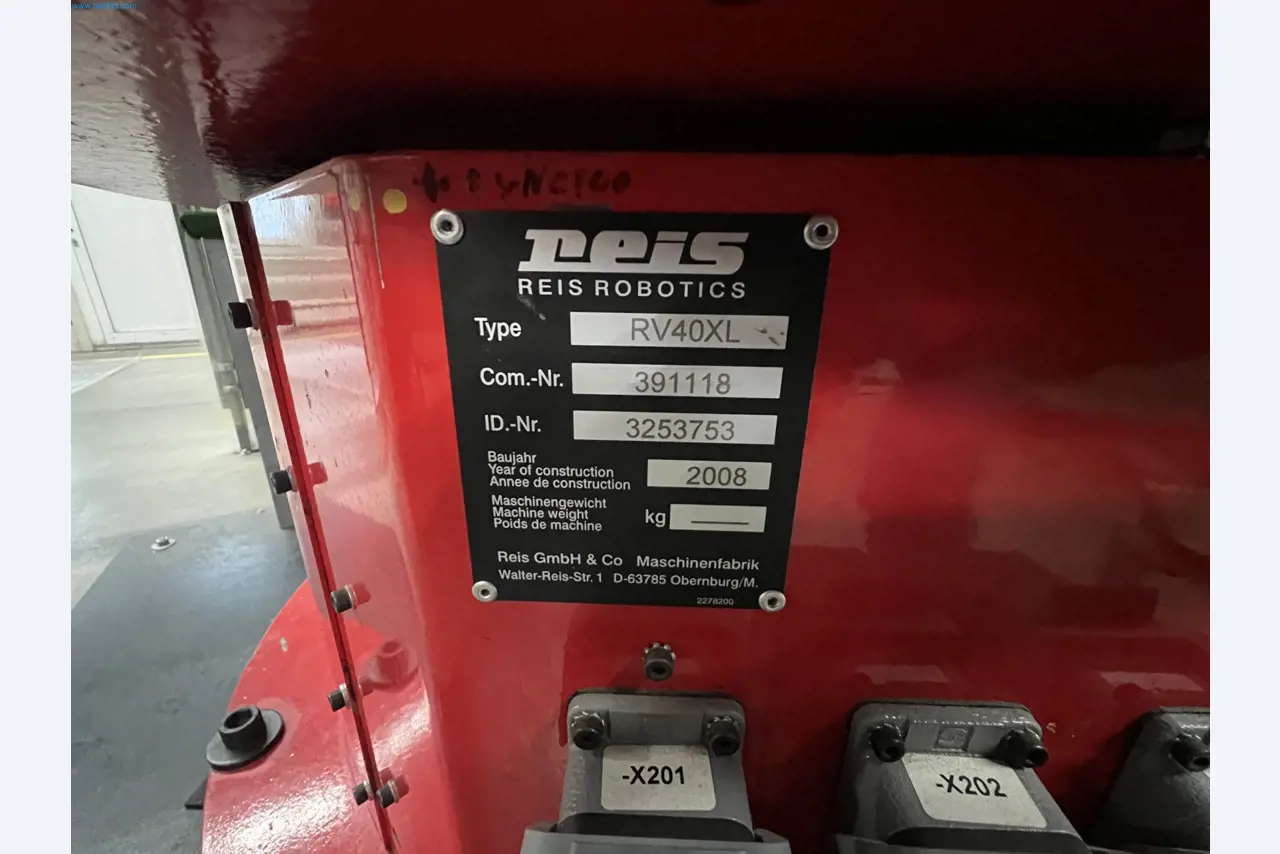 reis
REIS ROBOTICS
Type RV40XL
Com.-Nr. 391118
ID.-Nr. 3253753
Baujahr
Year of construction 2008
Annee de construction
Maschinengewicht
Machine weight kg
Poids de machine
Reis GmbH & Co Maschinenfabrik
Walter-Reis-Str. 1 D-63785 Obernburg/M.
2278200
-X201
-X202